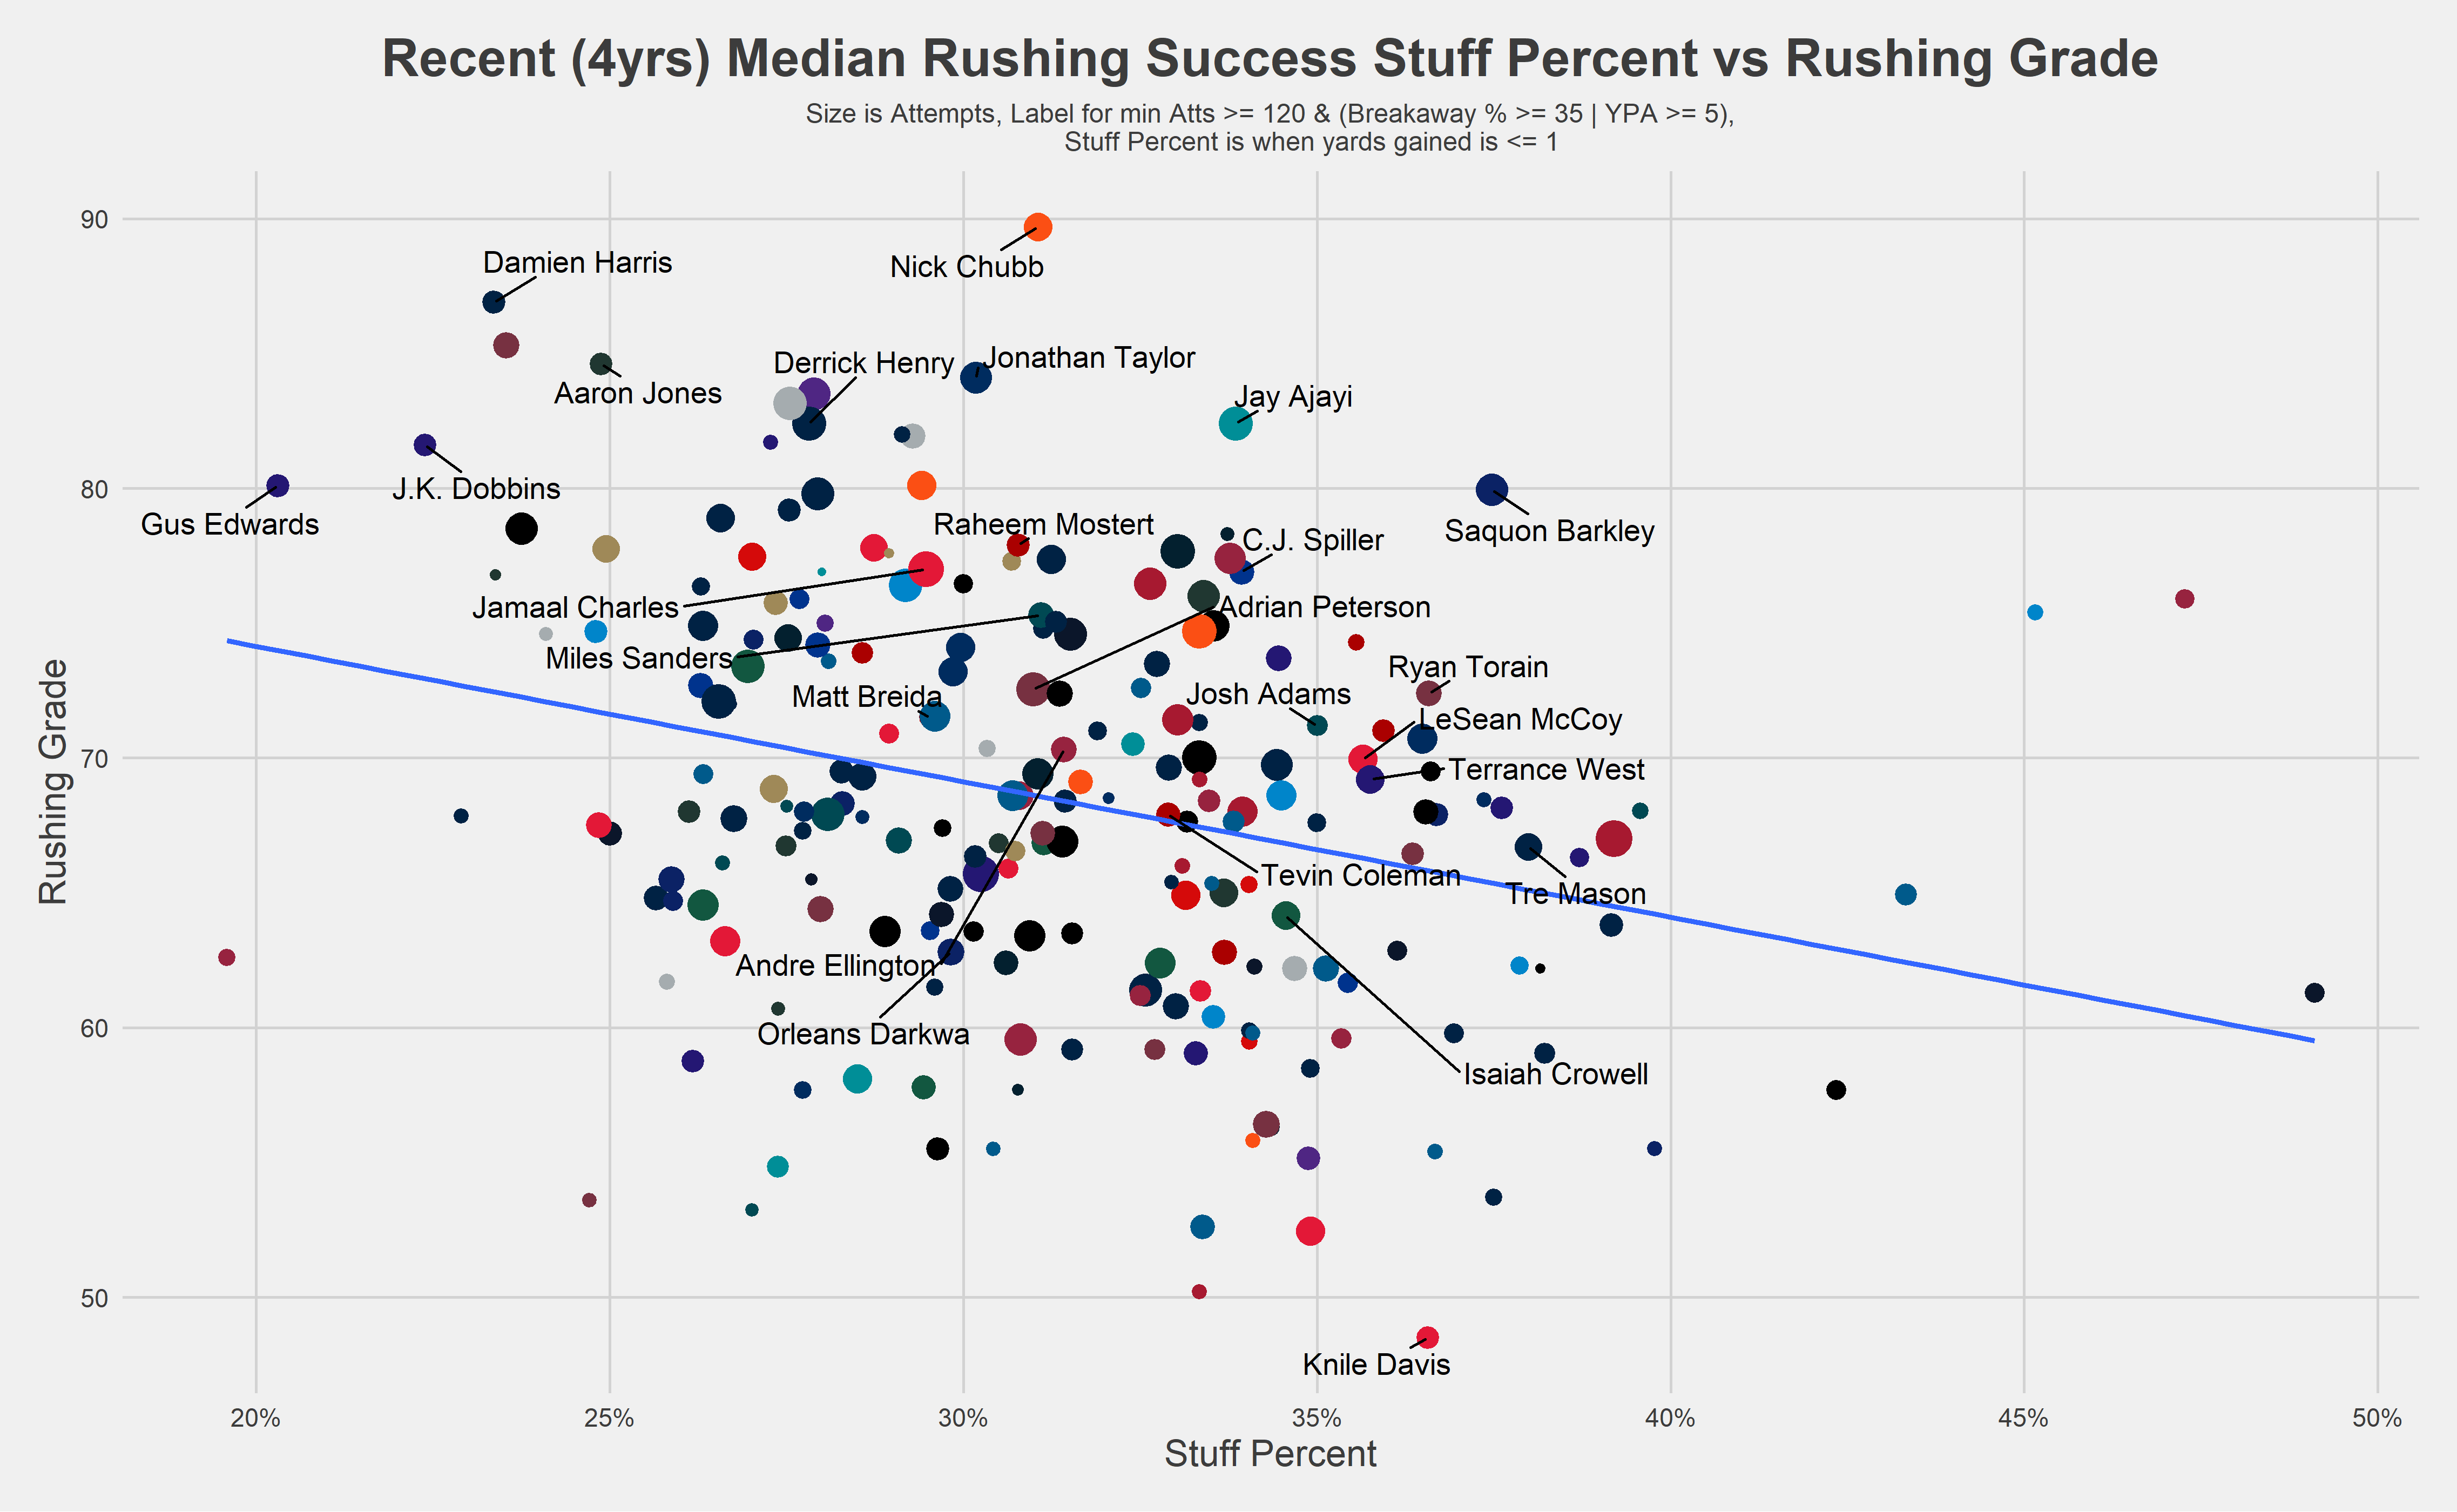 Recent (4yrs) Median Rushing Success Stuff Percent vs Rushing Grade
Size is Attempts, Label for min Atts >= 120 & (Breakaway % >= 35 | YPA >= 5),
Stuff Percent is when yards gained is <= 1
90
Damien Harris
Nick Chubb
Jonathan Taylor
Derrick Henry
Aaron Jones
Jay Ajayi
80
J.K. Dobbins
Gus Edwards
Raheem Mostert
Saquon Barkley
C.J. Spiller
Jamaal Charles
Adrian Peterson
Miles Sanders
Ryan Torain
Matt Breida
Josh Adams
LeSean McCoy
70
Terrance West
Rushing Grade
Tevin Coleman
Tre Mason
Andre Ellington
60
Orleans Darkwa
Isaiah Crowell
50
Knile Davis
20%
25%
30%
35%
40%
45%
50%
Stuff Percent